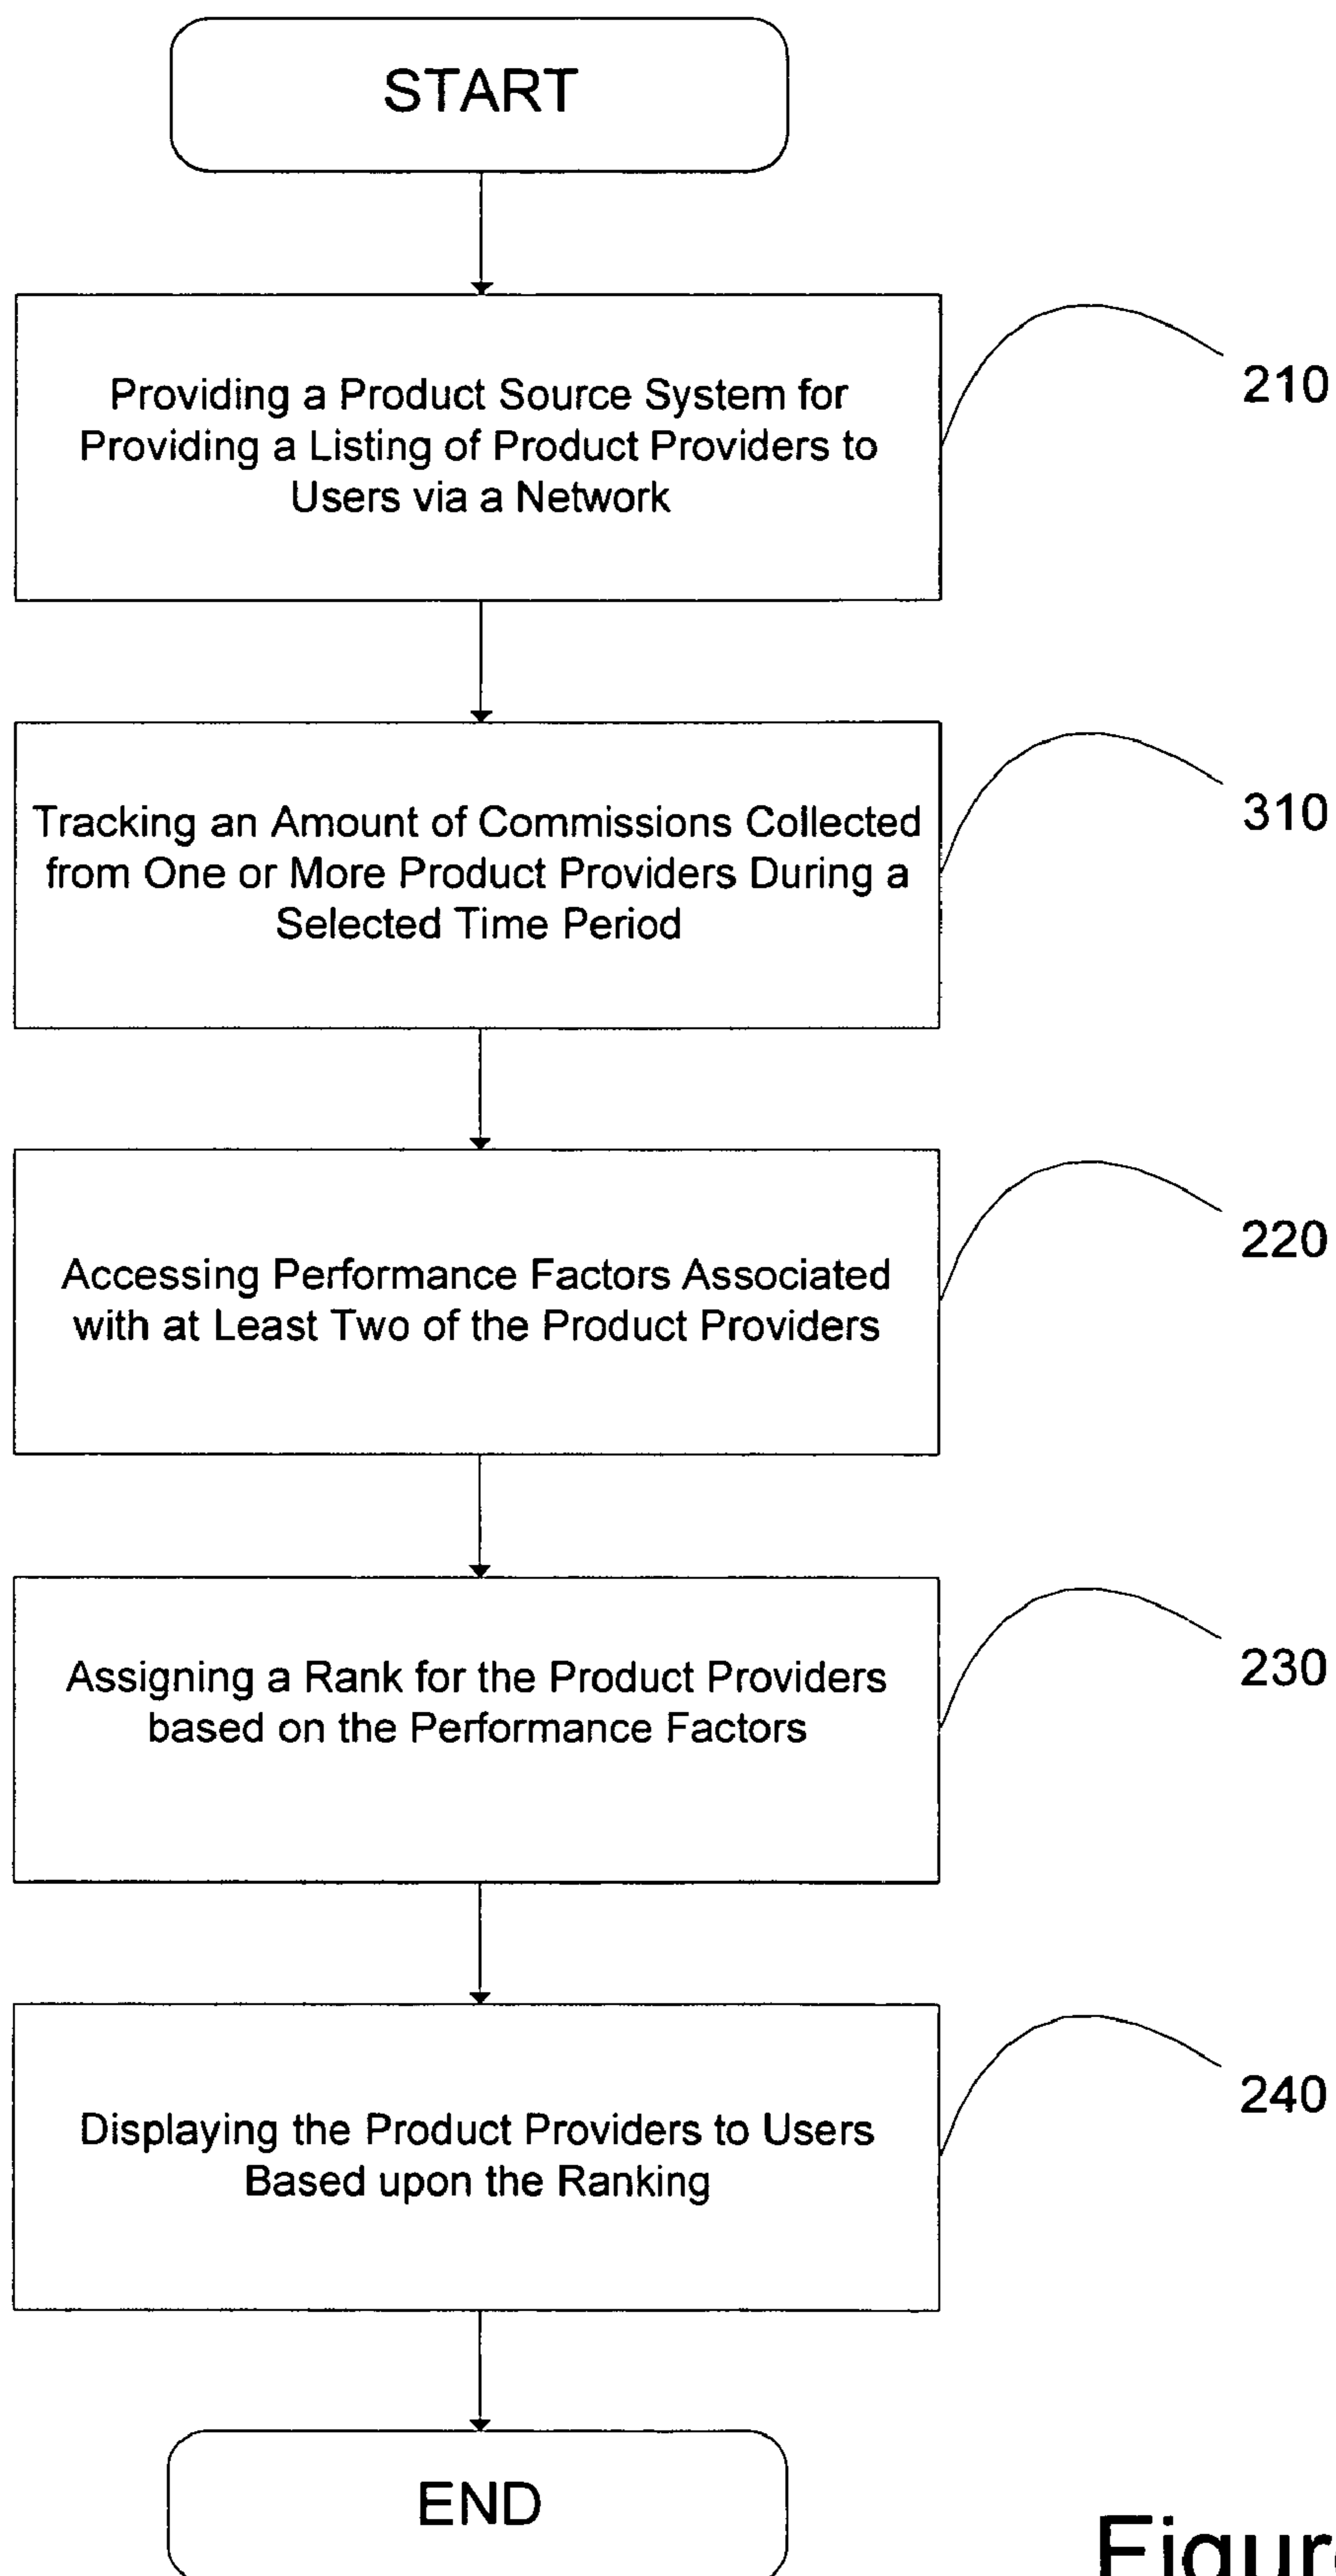 START
Providing a Product Source System for
Providing a Listing of Product Providers to
Users via a Network
210
Tracking an Amount of Commissions Collected
from One or More Product Providers During a
Selected Time Period
310
Accessing Performance Factors Associated
with at Least Two of the Product Providers
220
Assigning a Rank for the Product Providers
based on the Performance Factors
230
Displaying the Product Providers to Users
Based upon the Ranking
240
END